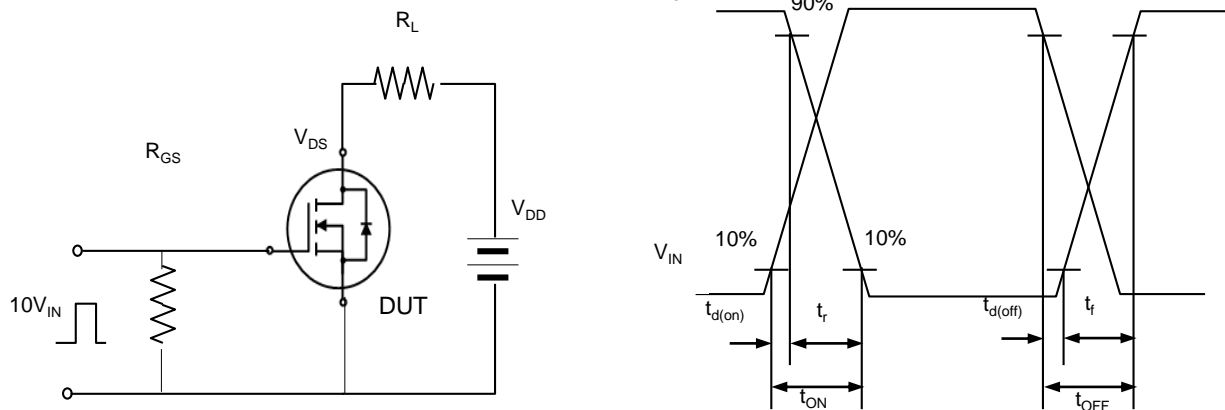 R_L
V_DS
R_GS
V_DD
10V_IN
DUT
90%
10%
10%
V_IN
t_d(on)
t_r
t_d(off)
t_f
t_ON
t_OFF